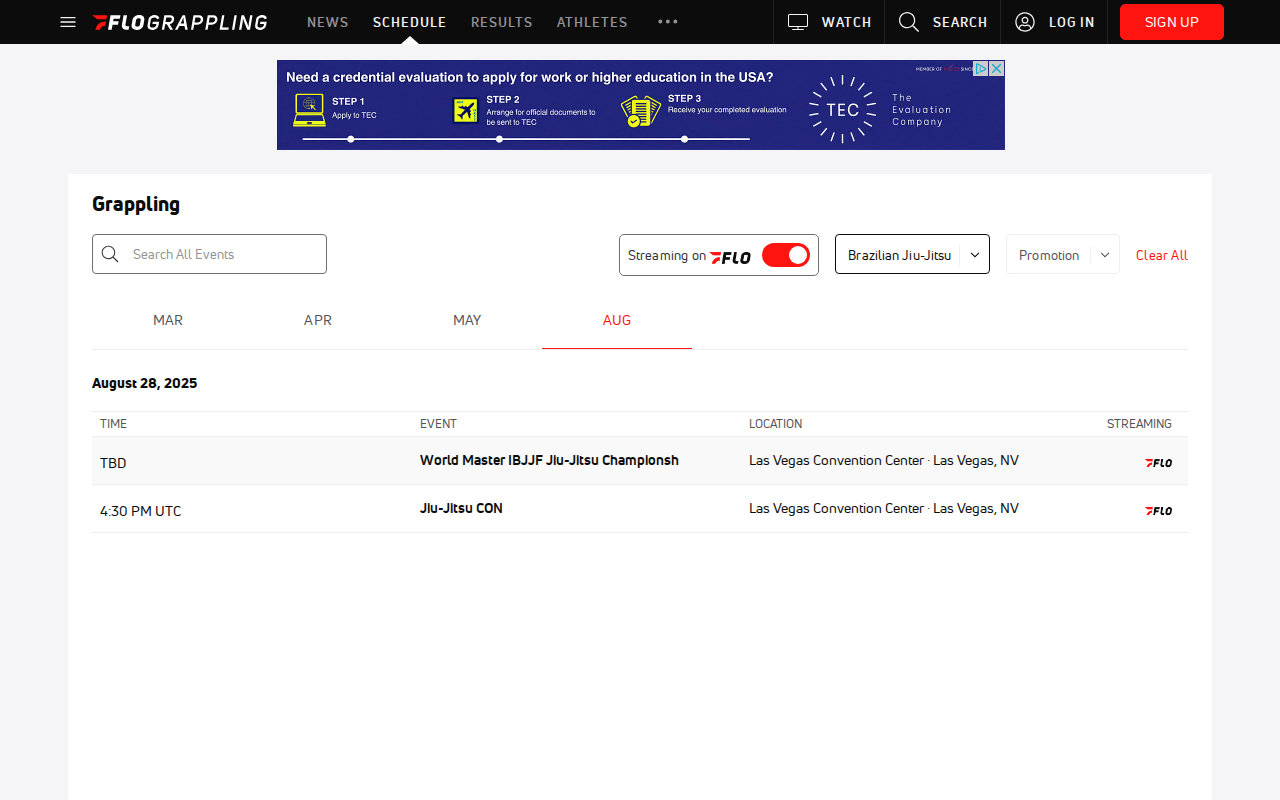 FLOGRAPPLING NEWS SCHEDULE RESULTS ATHLETES WATCH SEARCH LOG IN SIGN UP
Need a credential evaluation to apply for work or higher education in the USA?
STEP 1
Apply to TEC
STEP 2
Arrange for official documents to
be sent to TEC
STEP 3
Receive your completed evaluation
TEC
The
Evaluation
Company
MEMBER OF
Grappling
Search All Events
Streaming on FLO
Brazilian Jiu-Jitsu
Promotion
Clear All
MAR APR MAY AUG
August 28, 2025
TIME EVENT LOCATION STREAMING
TBD World Master IBJJF Jiu-Jitsu Championsh Las Vegas Convention Center · Las Vegas, NV FLO
4:30 PM UTC Jiu-Jitsu CON Las Vegas Convention Center · Las Vegas, NV FLO